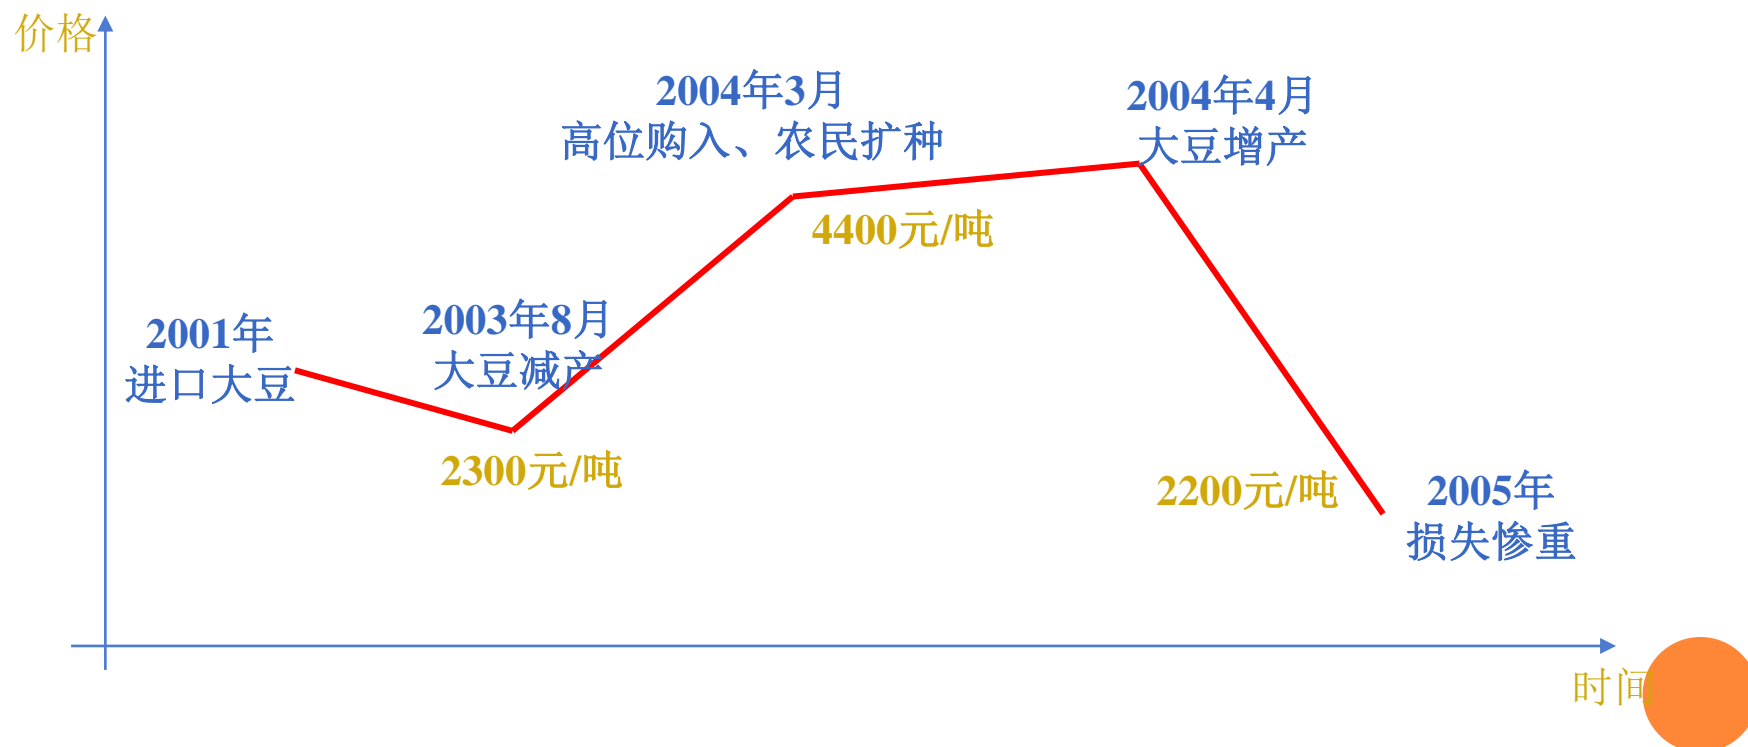 价格
2004年3月
高位购入、农民扩种
2004年4月
大豆增产
4400元/吨
2001年
进口大豆
2003年8月
大豆减产
2300元/吨
2200元/吨
2005年
损失惨重
时间